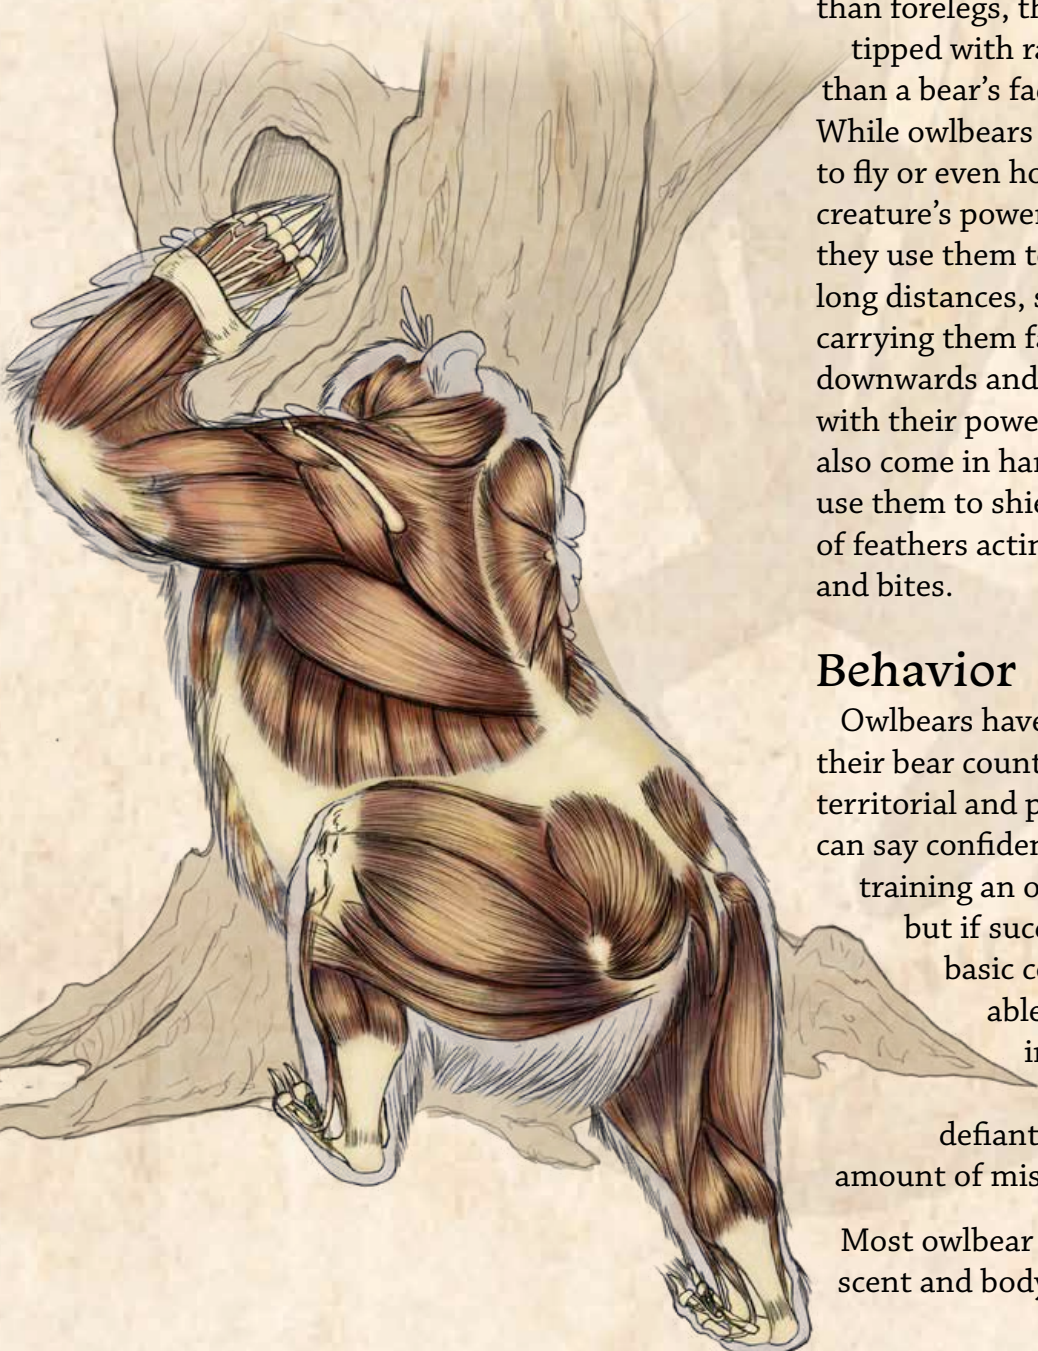 than forelegs, th
tipped with ra
than a bear's fac
While owlbears
to fly or even ho
creature's power
they use them to
long distances, s
carrying them fa
downwards and
with their powe
also come in har
use them to shie
of feathers actin
and bites.
Behavior
Owlbears have
their bear count
territorial and p
can say confiden
training an o
but if succ
basic co
able
in
defiant
amount of mis
Most owlbear
scent and body